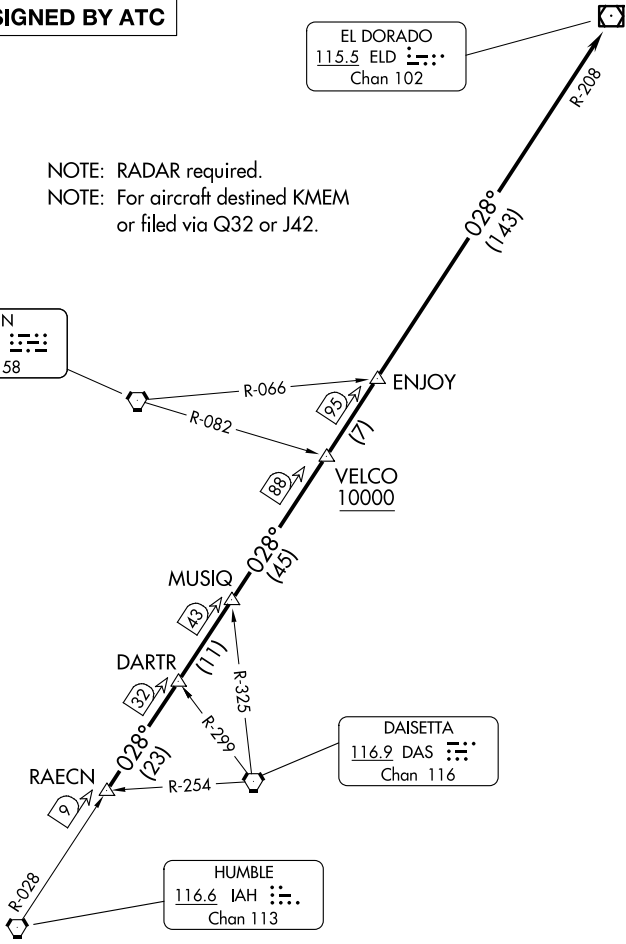 SIGNED BY ATC
EL DORADO
115.5 ELD
Chan 102
R-208
NOTE: RADAR required.
NOTE: For aircraft destined KMEM
or filed via Q32 or J42.
028°
(143)
N
58
R-066
ENJOY
95
R-082
(7)
VELCO
10000
88
028°
(45)
MUSIQ
43
(11)
DARTR
R-325
32
R-299
028°
(23)
DAISETTA
116.9 DAS
Chan 116
RAECN
R-254
9
R-028
HUMBLE
116.6 IAH
Chan 113